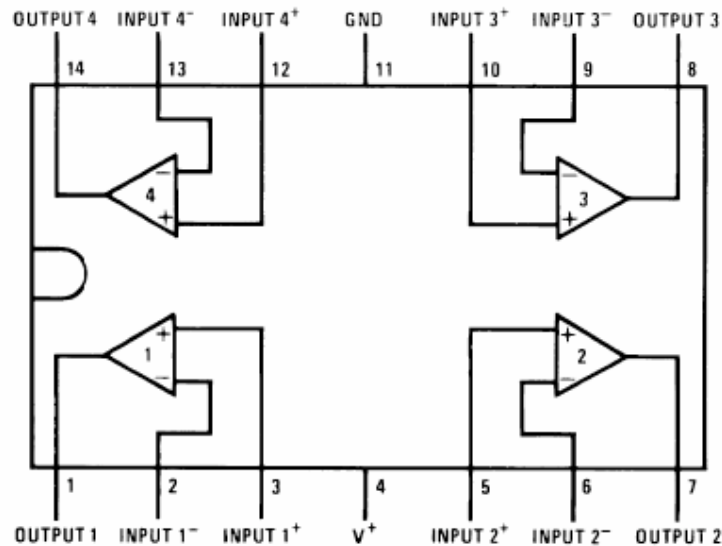 OUTPUT 4 INPUT 4⁻ INPUT 4⁺ GND INPUT 3⁺ INPUT 3⁻ OUTPUT 3
14 13 12 11 10 9 8
− −
4 3
+ +
+ +
1 2
− −
1 2 3 4 5 6 7
OUTPUT 1 INPUT 1⁻ INPUT 1⁺ V⁺ INPUT 2⁺ INPUT 2⁻ OUTPUT 2